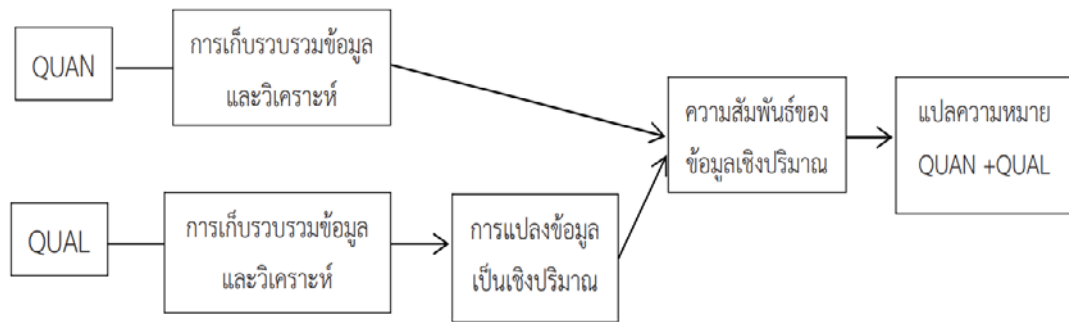 QUAN
การเก็บรวบรวมข้อมูล
และวิเคราะห์
ความสัมพันธ์ของ
ข้อมูลเชิงปริมาณ
แปลความหมาย
QUAN +QUAL
QUAL
การเก็บรวบรวมข้อมูล
และวิเคราะห์
การแปลงข้อมูล
เป็นเชิงปริมาณ